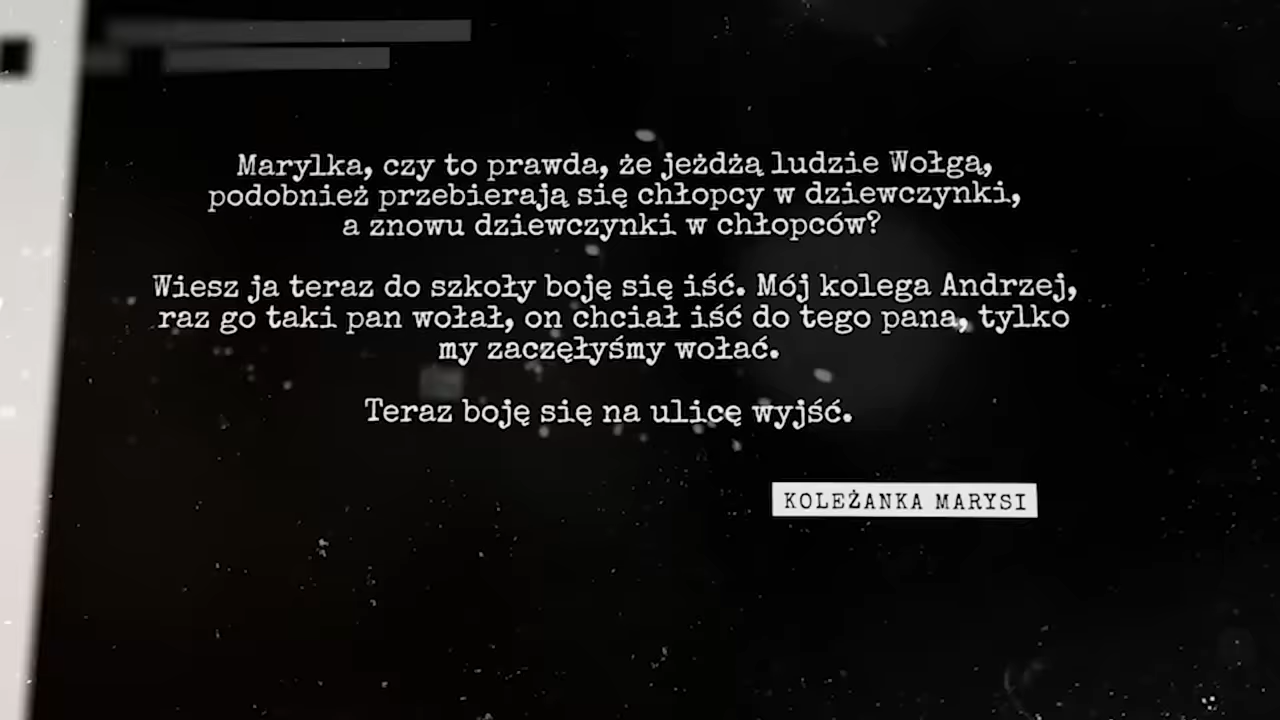 Marylka, czy to prawda, że jeżdżą ludzie Wołgą,
podobnież przebierają się chłopcy w dziewczynki,
a znowu dziewczynki w chłopców?
Wiesz ja teraz do szkoły boję się iść. Mój kolega Andrzej,
raz go taki pan wołał, on chciał iść do tego pana, tylko
my zaczęłyśmy wołać.
Teraz boję się na ulicę wyjść.
KOLEŻANKA MARYSI